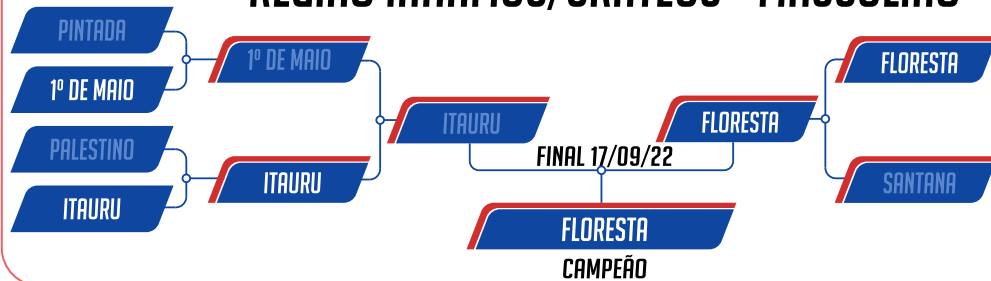 PINTADA
1º DE MAIO
1º DE MAIO
PALESTINO
ITAURU
ITAURU
ITAURU
FINAL 17/09/22
FLORESTA
FLORESTA
SANTANA
FLORESTA
CAMPEÃO